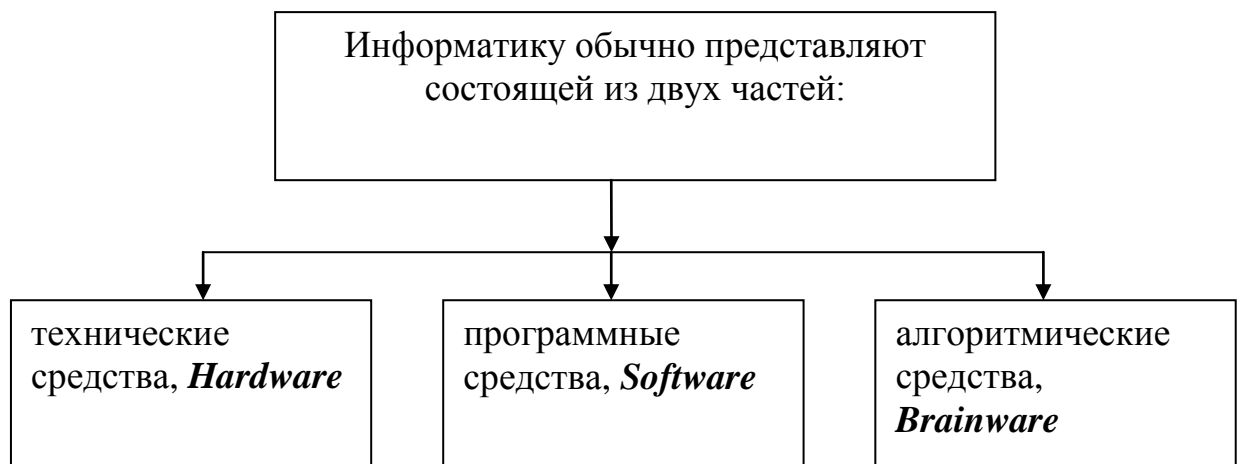 Информатику обычно представляют
состоящей из двух частей:
технические
средства, Hardware
программные
средства, Software
алгоритмические
средства,
Brainware